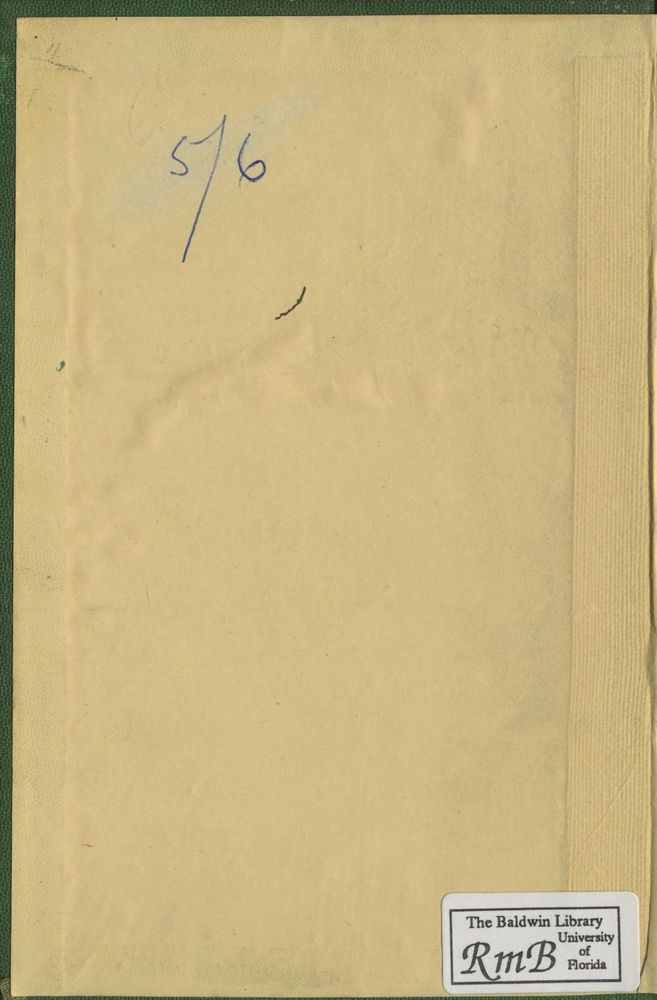 5/6
The Baldwin Library
University
RmB of
Florida